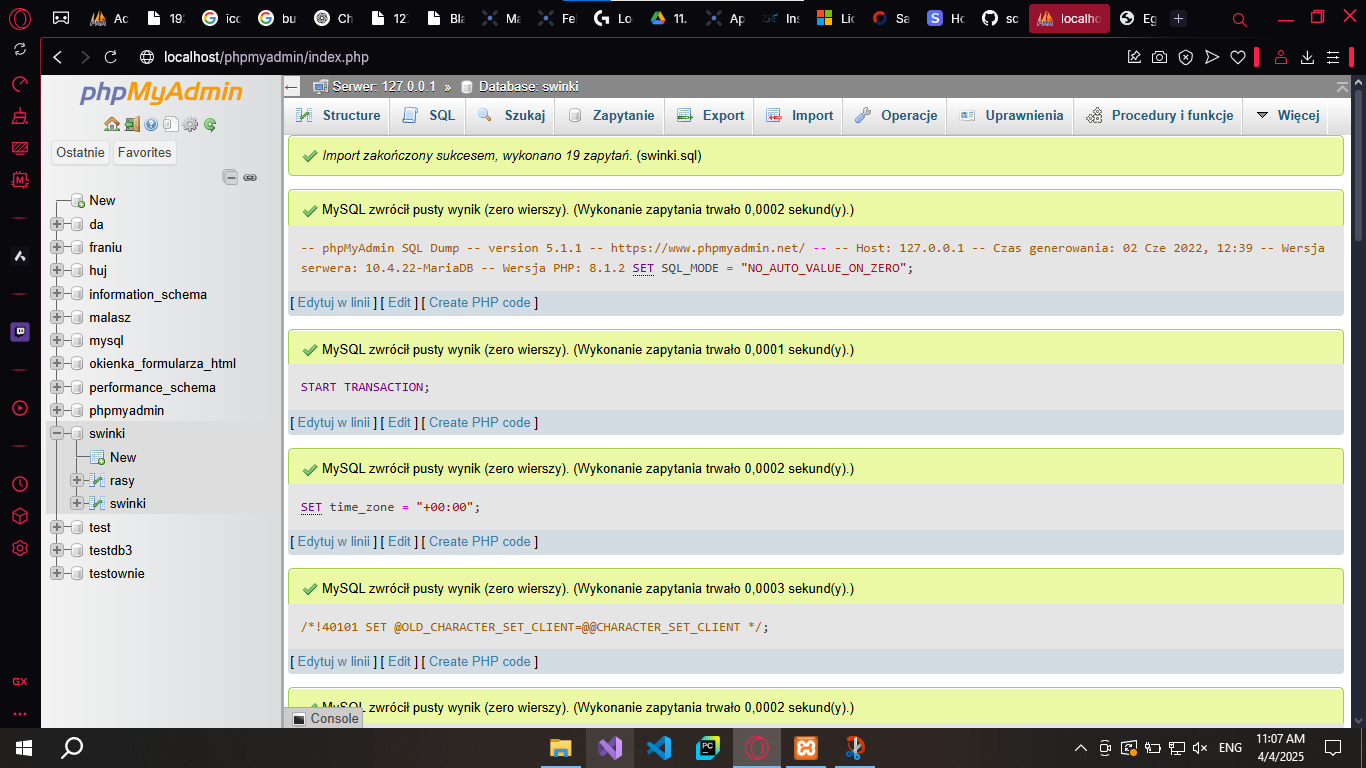 Ac
192
icc
bu
Ch
127
Bla
Ma
Fel
Lo
11.
Ap
Ins
Lic
Sa
Ho
sc
localho
Eg
localhost/phpmyadmin/index.php
phpMyAdmin
Ostatnie
Favorites
New
da
franiu
huj
information_schema
malasz
mysql
okienka_formularza_html
performance_schema
phpmyadmin
swinki
New
rasy
swinki
test
testdb3
testownie
Serwer: 127.0.0.1 » Database: swinki
Structure
SQL
Szukaj
Zapytanie
Export
Import
Operacje
Uprawnienia
Procedury i funkcje
Więcej
Import zakończony sukcesem, wykonano 19 zapytań. (swinki.sql)
MySQL zwrócił pusty wynik (zero wierszy). (Wykonanie zapytania trwało 0,0002 sekund(y).)
-- phpMyAdmin SQL Dump -- version 5.1.1 -- https://www.phpmyadmin.net/ -- -- Host: 127.0.0.1 -- Czas generowania: 02 Cze 2022, 12:39 -- Wersja
serwera: 10.4.22-MariaDB -- Wersja PHP: 8.1.2 SET SQL_MODE = "NO_AUTO_VALUE_ON_ZERO";
[ Edytuj w linii ] [ Edit ] [ Create PHP code ]
MySQL zwrócił pusty wynik (zero wierszy). (Wykonanie zapytania trwało 0,0001 sekund(y).)
START TRANSACTION;
[ Edytuj w linii ] [ Edit ] [ Create PHP code ]
MySQL zwrócił pusty wynik (zero wierszy). (Wykonanie zapytania trwało 0,0002 sekund(y).)
SET time_zone = "+00:00";
[ Edytuj w linii ] [ Edit ] [ Create PHP code ]
MySQL zwrócił pusty wynik (zero wierszy). (Wykonanie zapytania trwało 0,0003 sekund(y).)
/*!40101 SET @OLD_CHARACTER_SET_CLIENT=@@CHARACTER_SET_CLIENT */;
[ Edytuj w linii ] [ Edit ] [ Create PHP code ]
MySQL zwrócił pusty wynik (zero wierszy). (Wykonanie zapytania trwało 0,0002 sekund(y).)
Console
GX
ENG
11:07 AM
4/4/2025